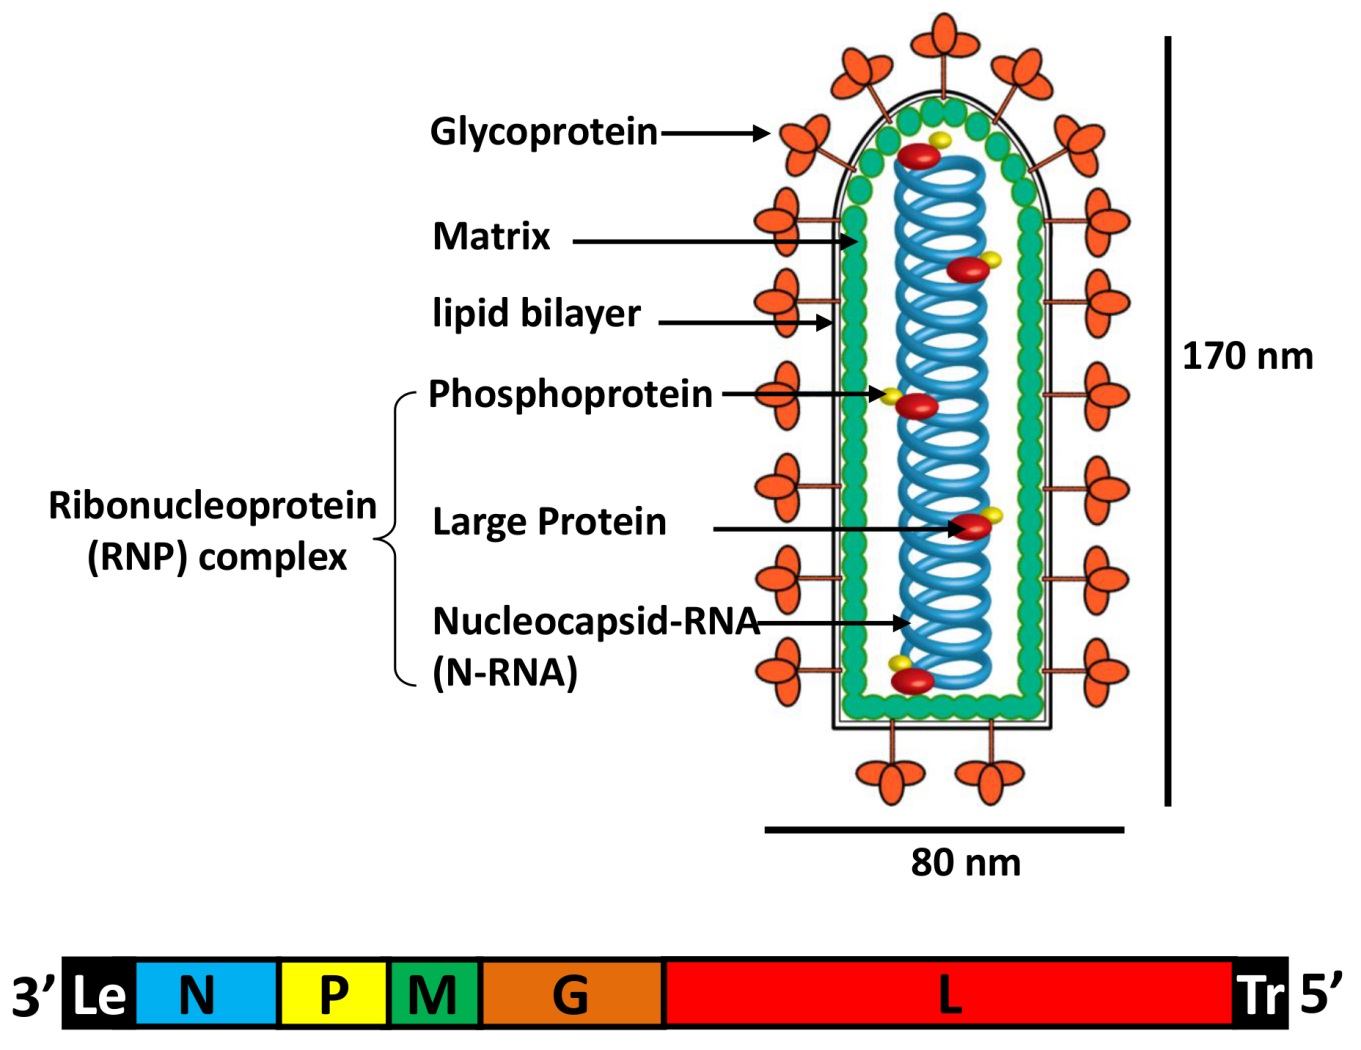 Glycoprotein
Matrix
lipid bilayer
Phosphoprotein
Ribonucleoprotein
(RNP) complex
Large Protein
Nucleocapsid-RNA
(N-RNA)
170 nm
80 nm
3’ Le N P M G L Tr 5’